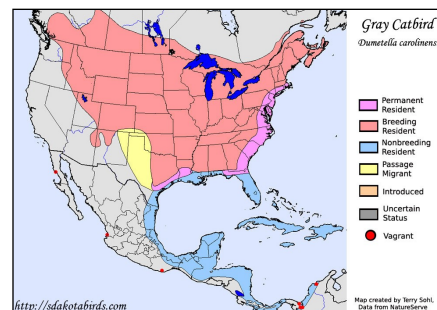 Gray Catbird
Dumetella carolinens
Permanent
Resident
Breeding
Resident
Nonbreeding
Resident
Passage
Migrant
Introduced
Uncertain
Status
Vagrant
http://sdakotabirds.com
Map created by Terry Sohl,
Data from NatureServe